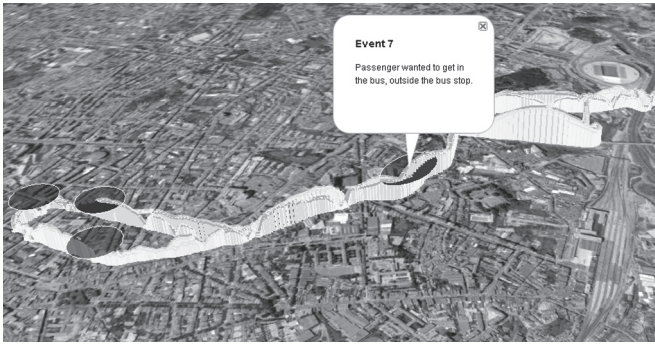 Event 7
Passenger wanted to get in
the bus, outside the bus stop.